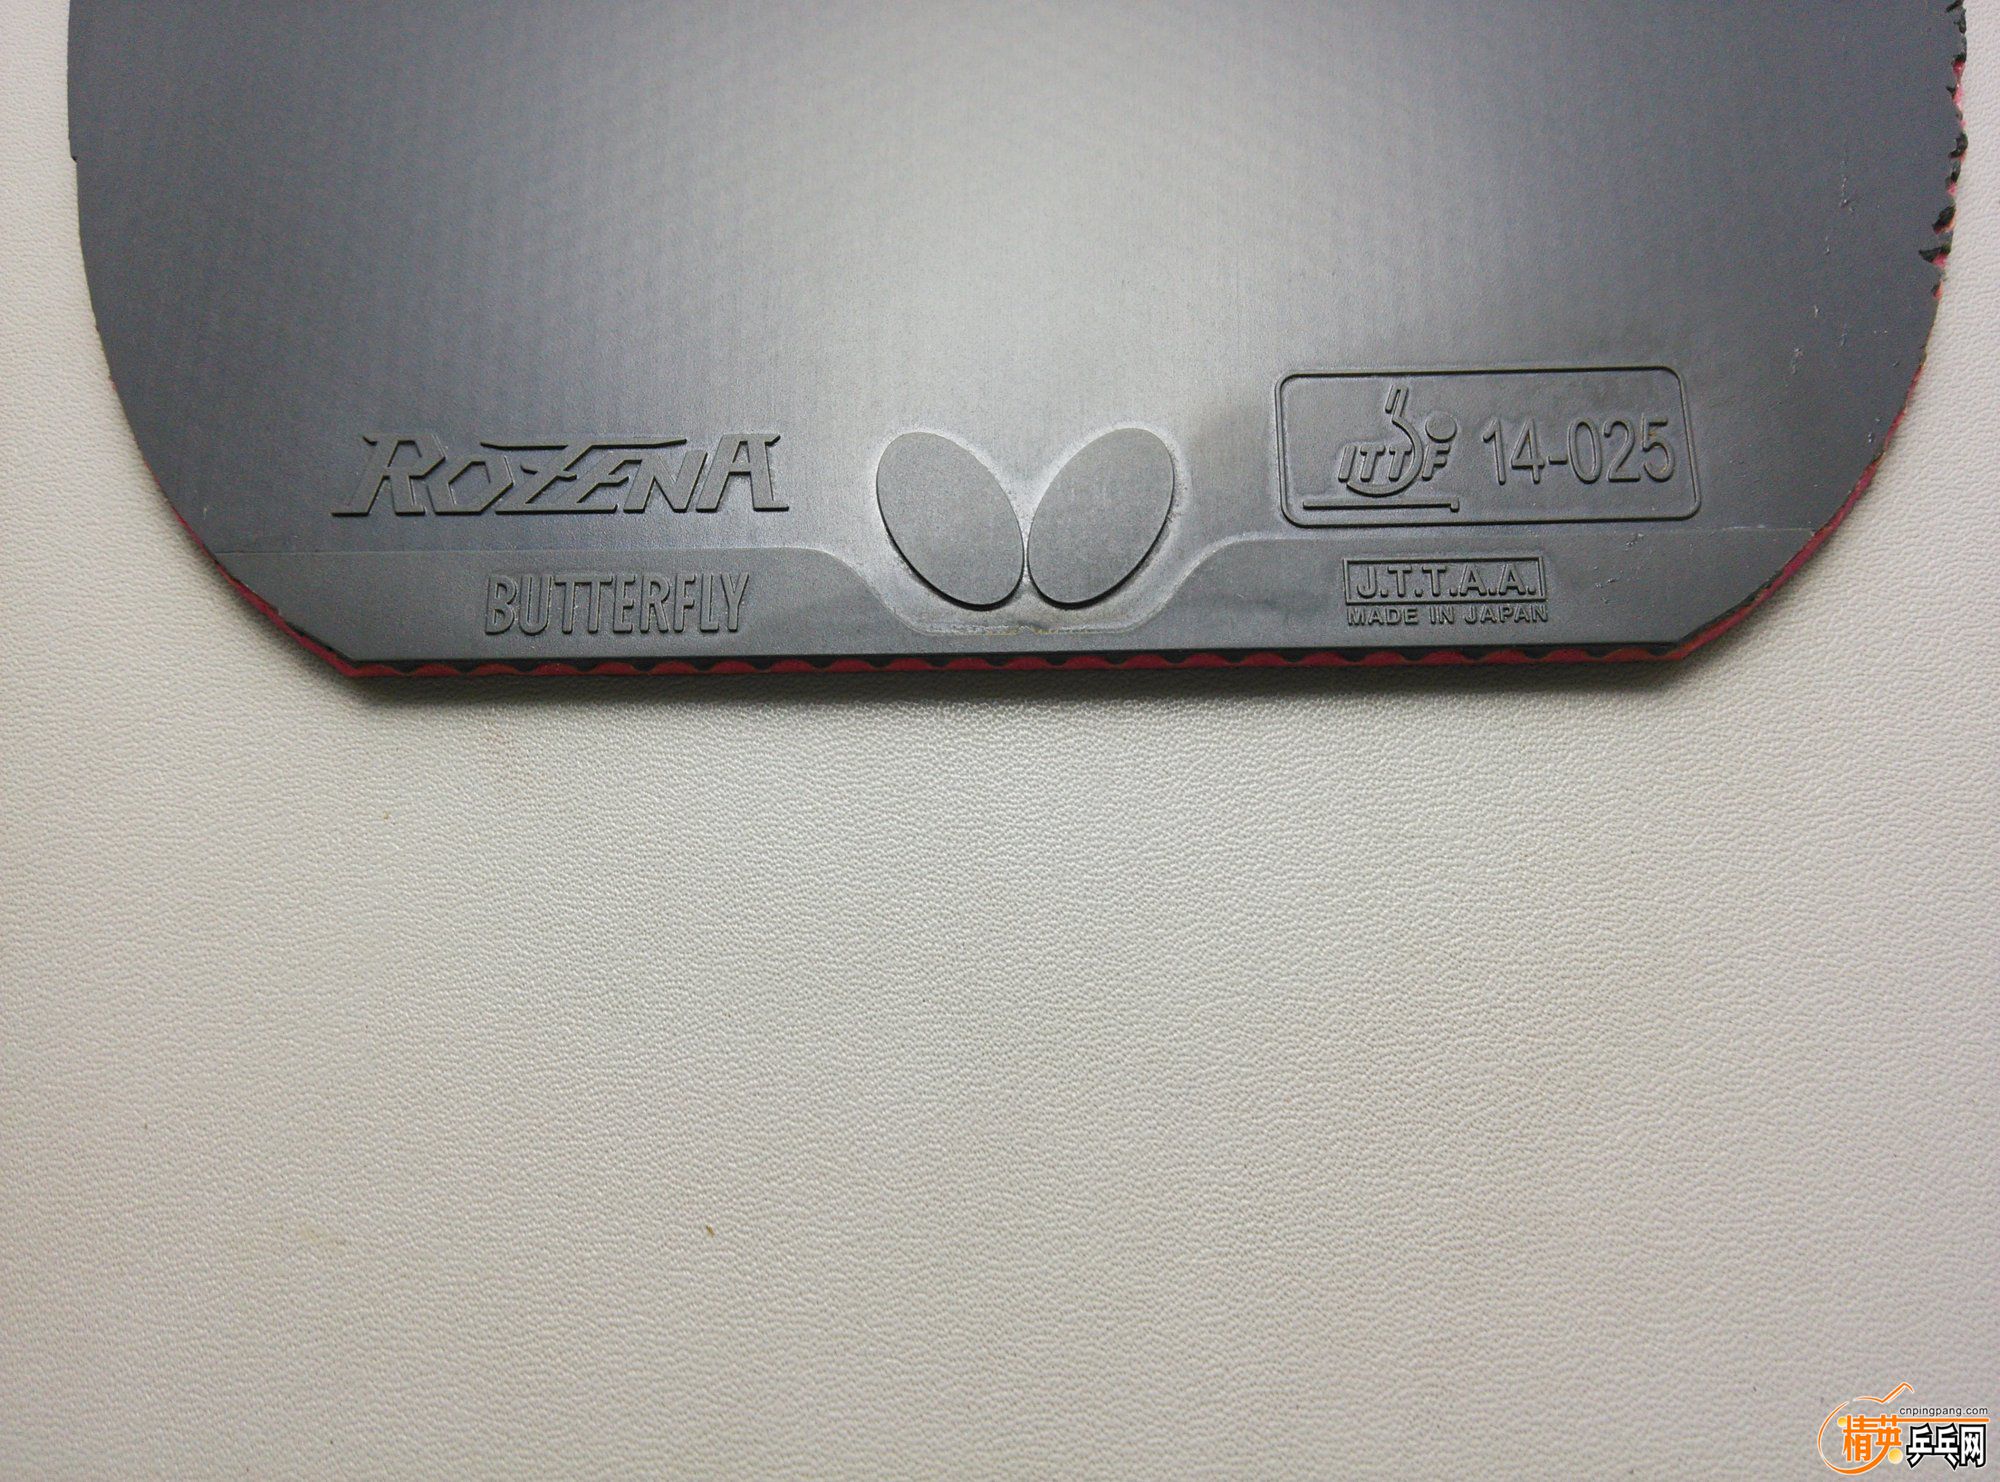 ROZENA
ITTF 14-025
BUTTERFLY
J.T.T.A.A.
MADE IN JAPAN
cnpingpang.com
精英乒乓网